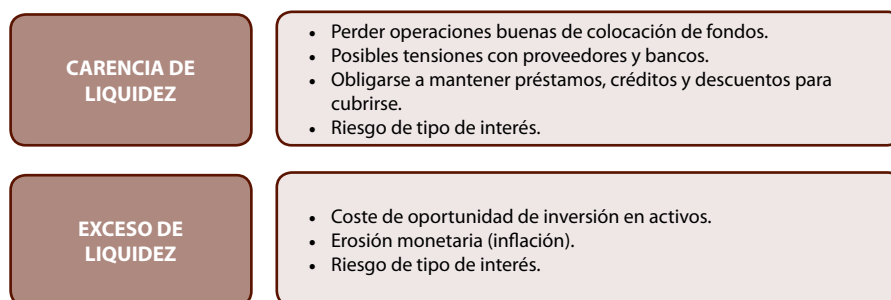 CARENCIA DE
LIQUIDEZ
• Perder operaciones buenas de colocación de fondos.
• Posibles tensiones con proveedores y bancos.
• Obligarse a mantener préstamos, créditos y descuentos para
cubrirse.
• Riesgo de tipo de interés.
EXCESO DE
LIQUIDEZ
• Coste de oportunidad de inversión en activos.
• Erosión monetaria (inflación).
• Riesgo de tipo de interés.